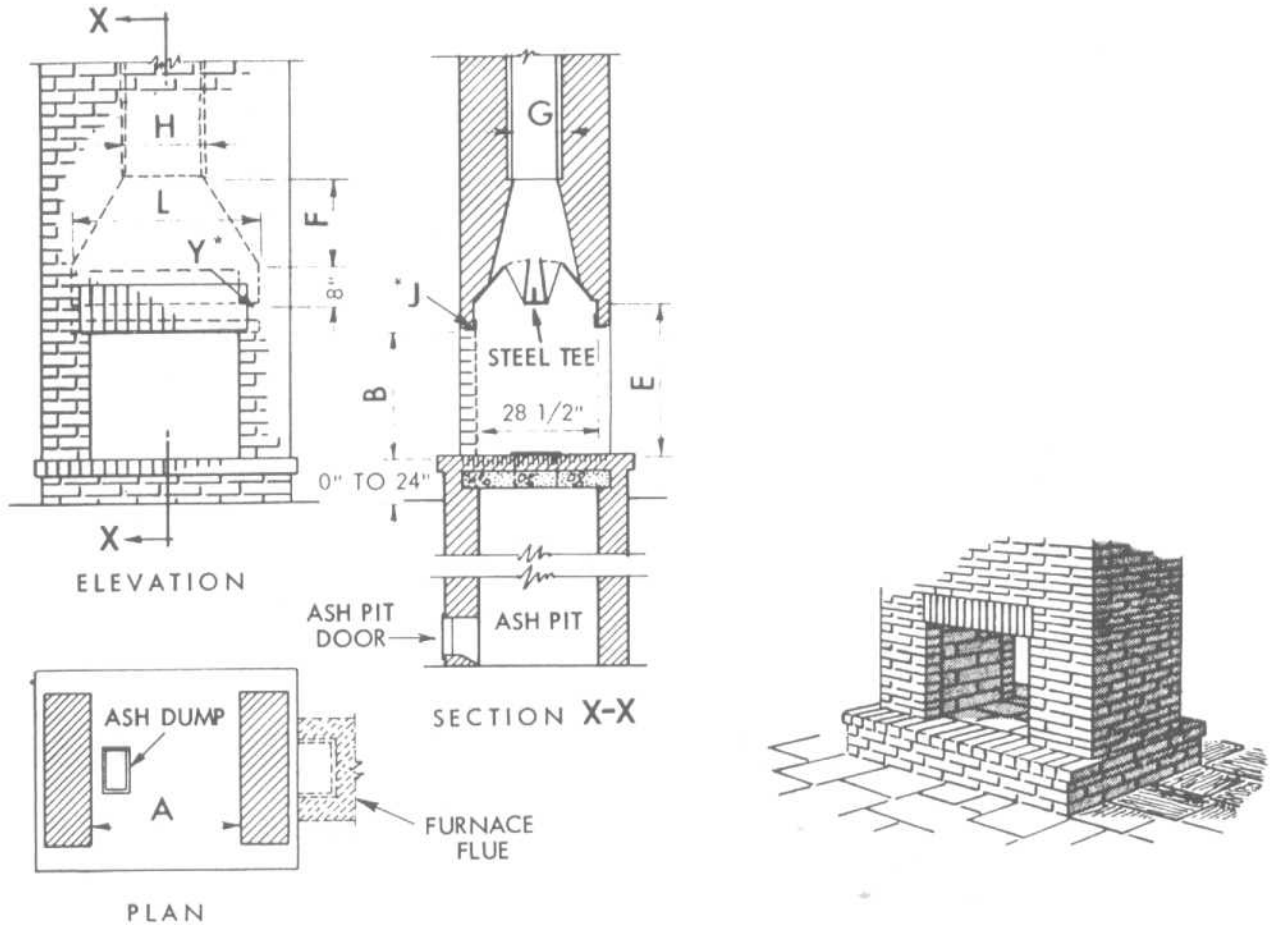 X
H
L
F
Y*
8"
X
ELEVATION
G
*J
STEEL TEE
B
E
28 1/2"
0" TO 24"
ASH PIT
DOOR
ASH PIT
SECTION X-X
ASH DUMP
A
FURNACE
FLUE
PLAN